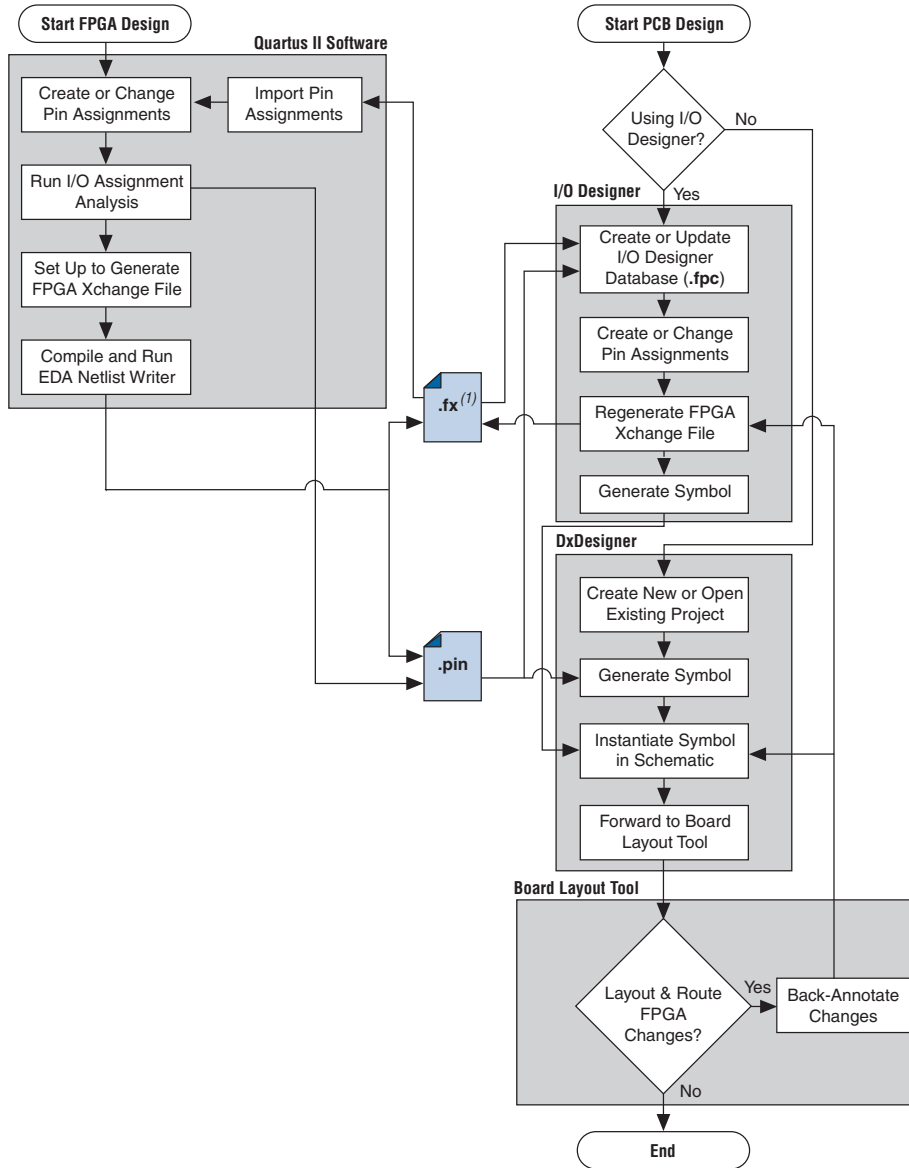 Start FPGA Design
Quartus II Software
Create or Change
Pin Assignments
Import Pin
Assignments
Run I/O Assignment
Analysis
Set Up to Generate
FPGA Xchange File
Compile and Run
EDA Netlist Writer
.fx (1)
.pin
Start PCB Design
Using I/O
Designer?
No
Yes
I/O Designer
Create or Update
I/O Designer
Database (.fpc)
Create or Change
Pin Assignments
Regenerate FPGA
Xchange File
Generate Symbol
DxDesigner
Create New or Open
Existing Project
Generate Symbol
Instantiate Symbol
in Schematic
Forward to Board
Layout Tool
Board Layout Tool
Layout & Route
FPGA
Changes?
Yes
Back-Annotate
Changes
No
End